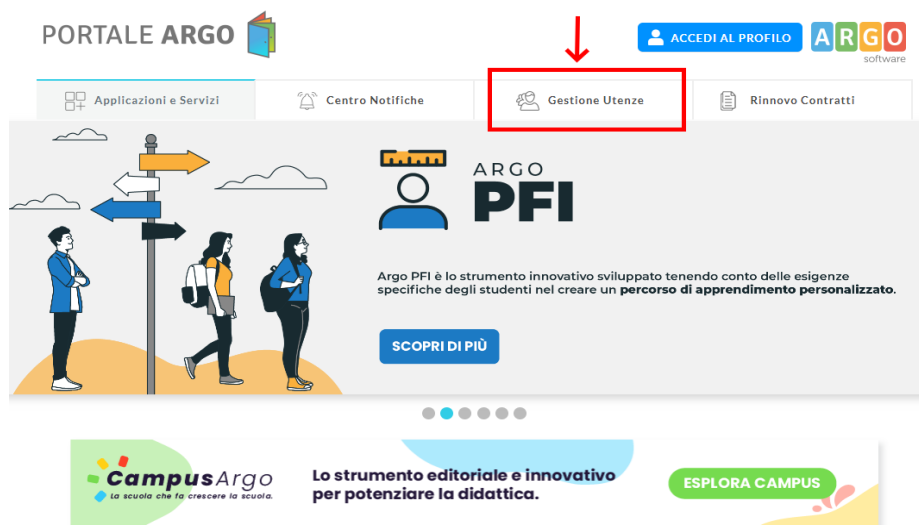 PORTALE ARGO
ACCEDI AL PROFILO
ARGO
software
Applicazioni e Servizi
Centro Notifiche
Gestione Utenze
Rinnovo Contratti
ARGO
PFI
Argo PFI è lo strumento innovativo sviluppato tenendo conto delle esigenze
specifiche degli studenti nel creare un percorso di apprendimento personalizzato.
SCOPRI DI PIÙ
CampusArgo
La scuola che fa crescere la scuola.
Lo strumento editoriale e innovativo
per potenziare la didattica.
ESPLORA CAMPUS